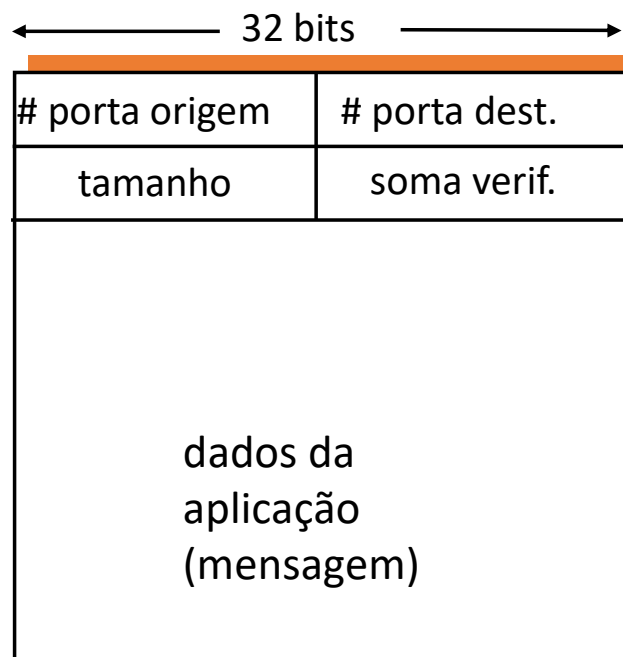 32 bits
# porta origem
# porta dest.
tamanho
soma verif.
dados da
aplicação
(mensagem)